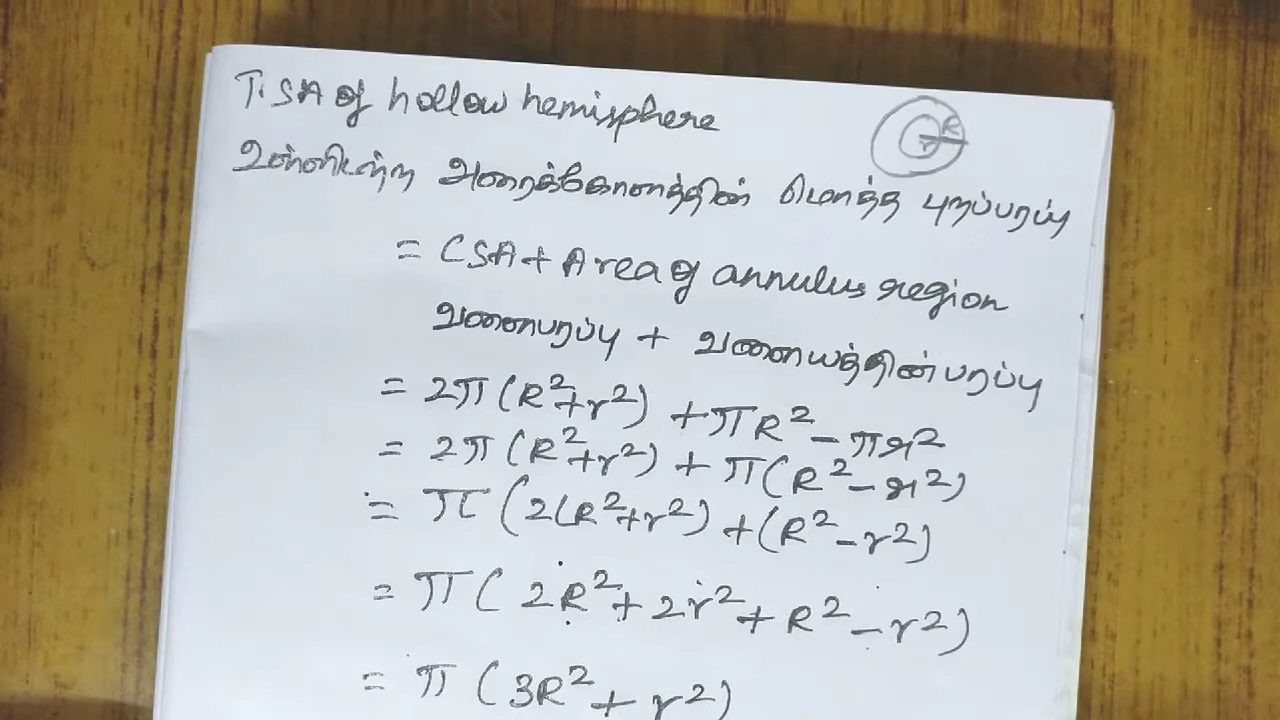 T.SA of hollow hemisphere
R
r
உள்ளீடற்ற அரைக்கோளத்தின் மொத்த புறப்பரப்பு
= CSA + Area of annulus region
வளைபரப்பு + வளையத்தின் பரப்பு
= 2π(R²+r²) + πR² - πr²
= 2π(R²+r²) + π(R²-r²)
= π(2(R²+r²) + (R²-r²)
= π(2R² + 2r² + R² - r²)
= π(3R² + r²)